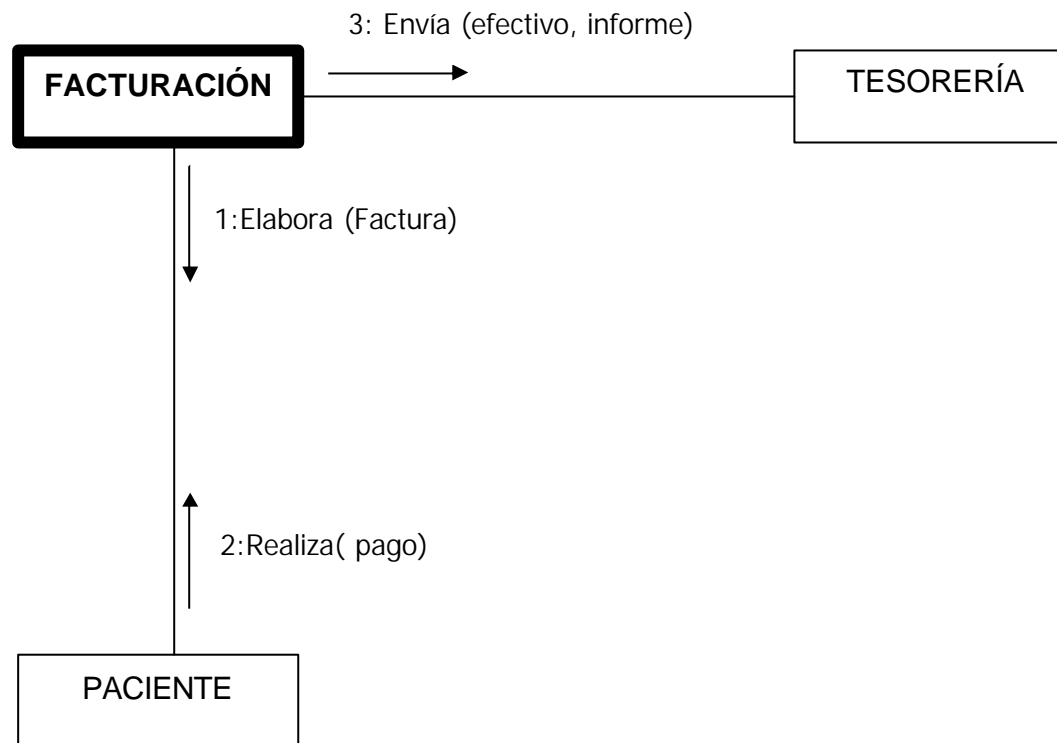 3: Envía (efectivo, informe)
FACTURACIÓN
TESORERÍA
1:Elabora (Factura)
2:Realiza( pago)
PACIENTE